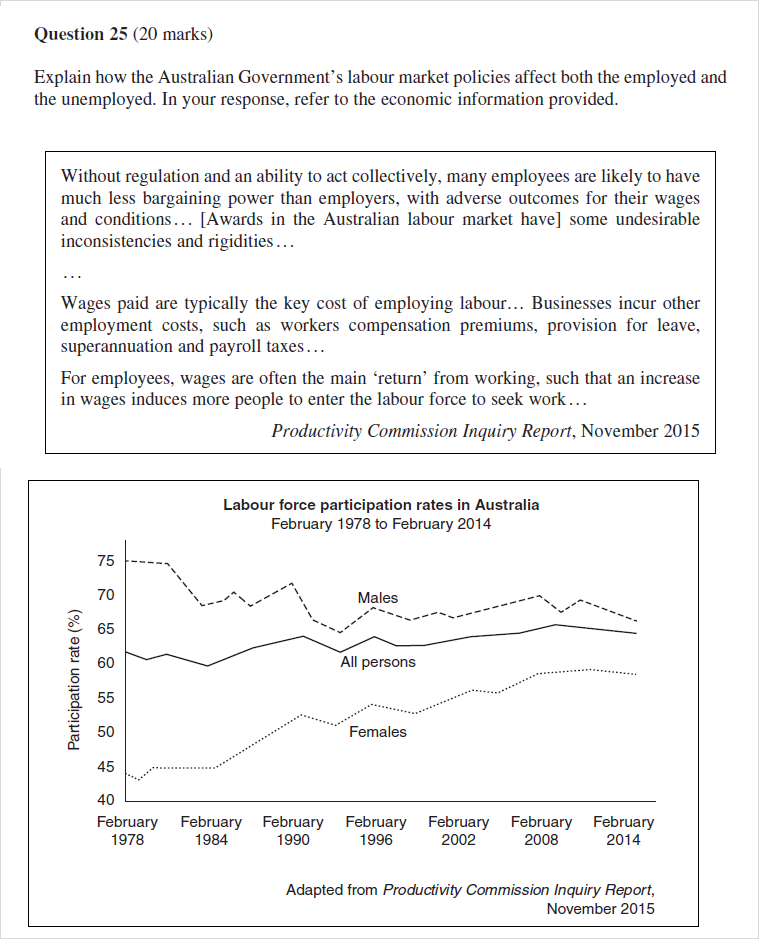 Question 25 (20 marks)
Explain how the Australian Government's labour market policies affect both the employed and
the unemployed. In your response, refer to the economic information provided.
Without regulation and an ability to act collectively, many employees are likely to have
much less bargaining power than employers, with adverse outcomes for their wages
and conditions… [Awards in the Australian labour market have] some undesirable
inconsistencies and rigidities…
…
Wages paid are typically the key cost of employing labour… Businesses incur other
employment costs, such as workers compensation premiums, provision for leave,
superannuation and payroll taxes…
For employees, wages are often the main ‘return’ from working, such that an increase
in wages induces more people to enter the labour force to seek work…
Productivity Commission Inquiry Report, November 2015
Labour force participation rates in Australia
February 1978 to February 2014
Participation rate (%)
75
70
65
60
55
50
45
40
Males
All persons
Females
February February February February February February February
1978 1984 1990 1996 2002 2008 2014
Adapted from Productivity Commission Inquiry Report,
November 2015